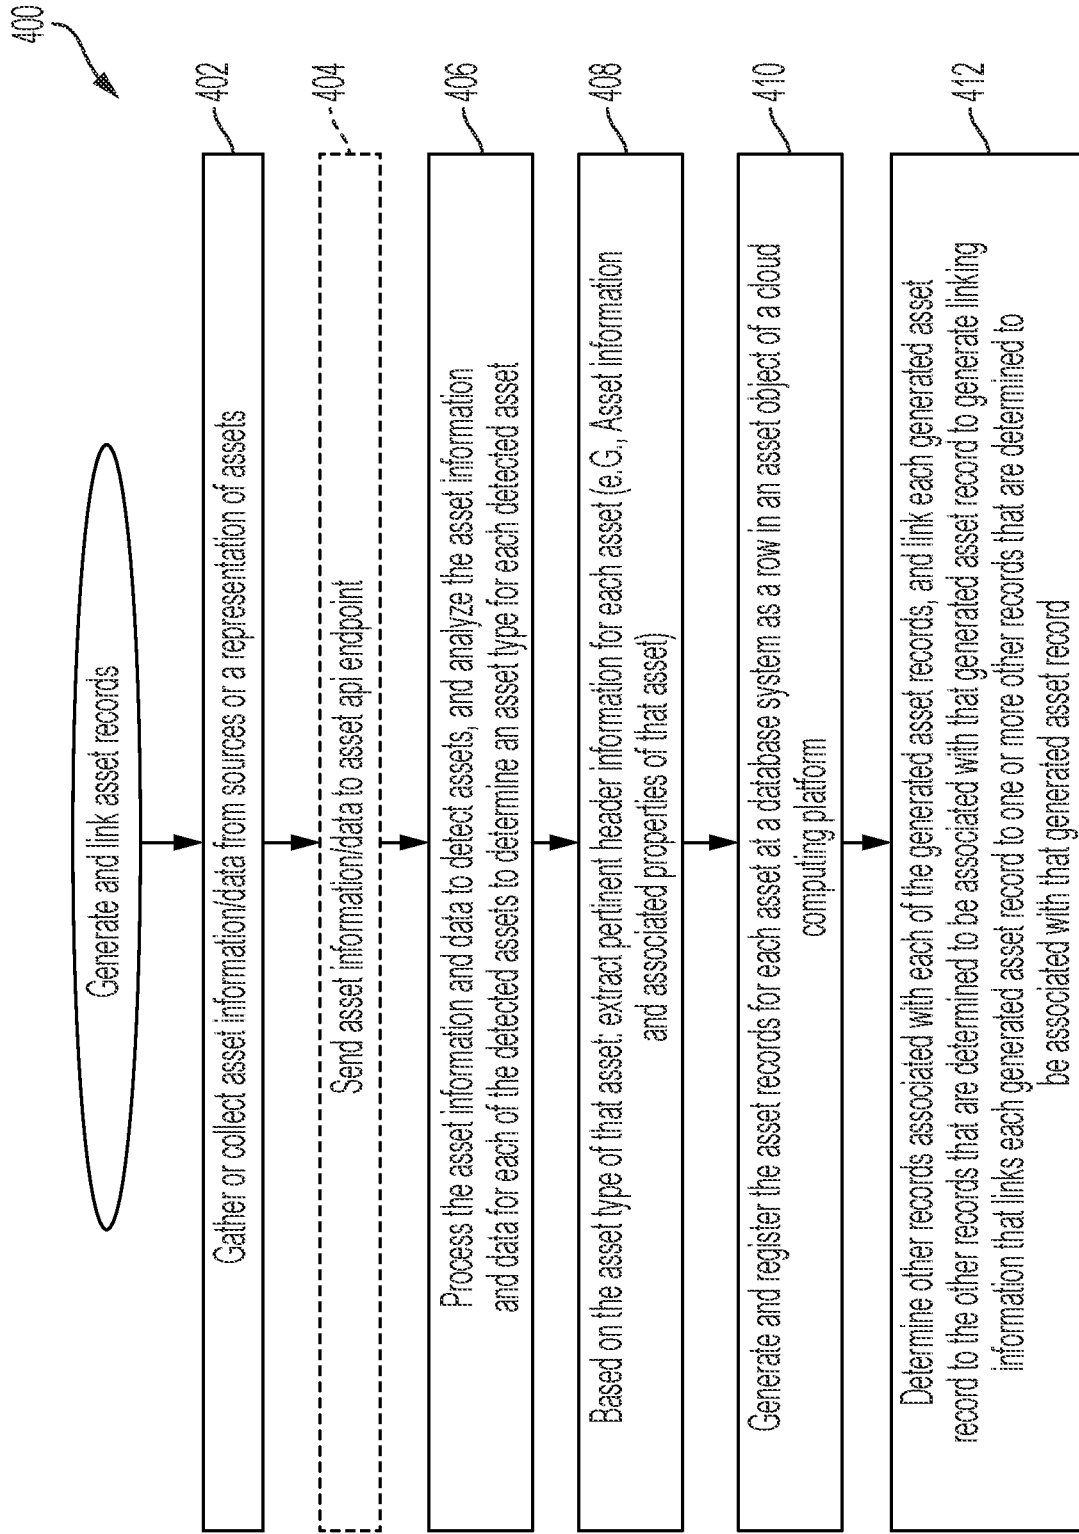 400
Generate and link asset records
402
Gather or collect asset information/data from sources or a representation of assets
404
Send asset information/data to asset api endpoint
406
Process the asset information and data to detect assets, and analyze the asset information
and data for each of the detected assets to determine an asset type for each detected asset
408
Based on the asset type of that asset: extract pertinent header information for each asset (e.G., Asset information
and associated properties of that asset)
410
Generate and register the asset records for each asset at a database system as a row in an asset object of a cloud
computing platform
412
Determine other records associated with each of the generated asset records, and link each generated asset
record to the other records that are determined to be associated with that generated asset record to generate linking
information that links each generated asset record to one or more other records that are determined to
be associated with that generated asset record